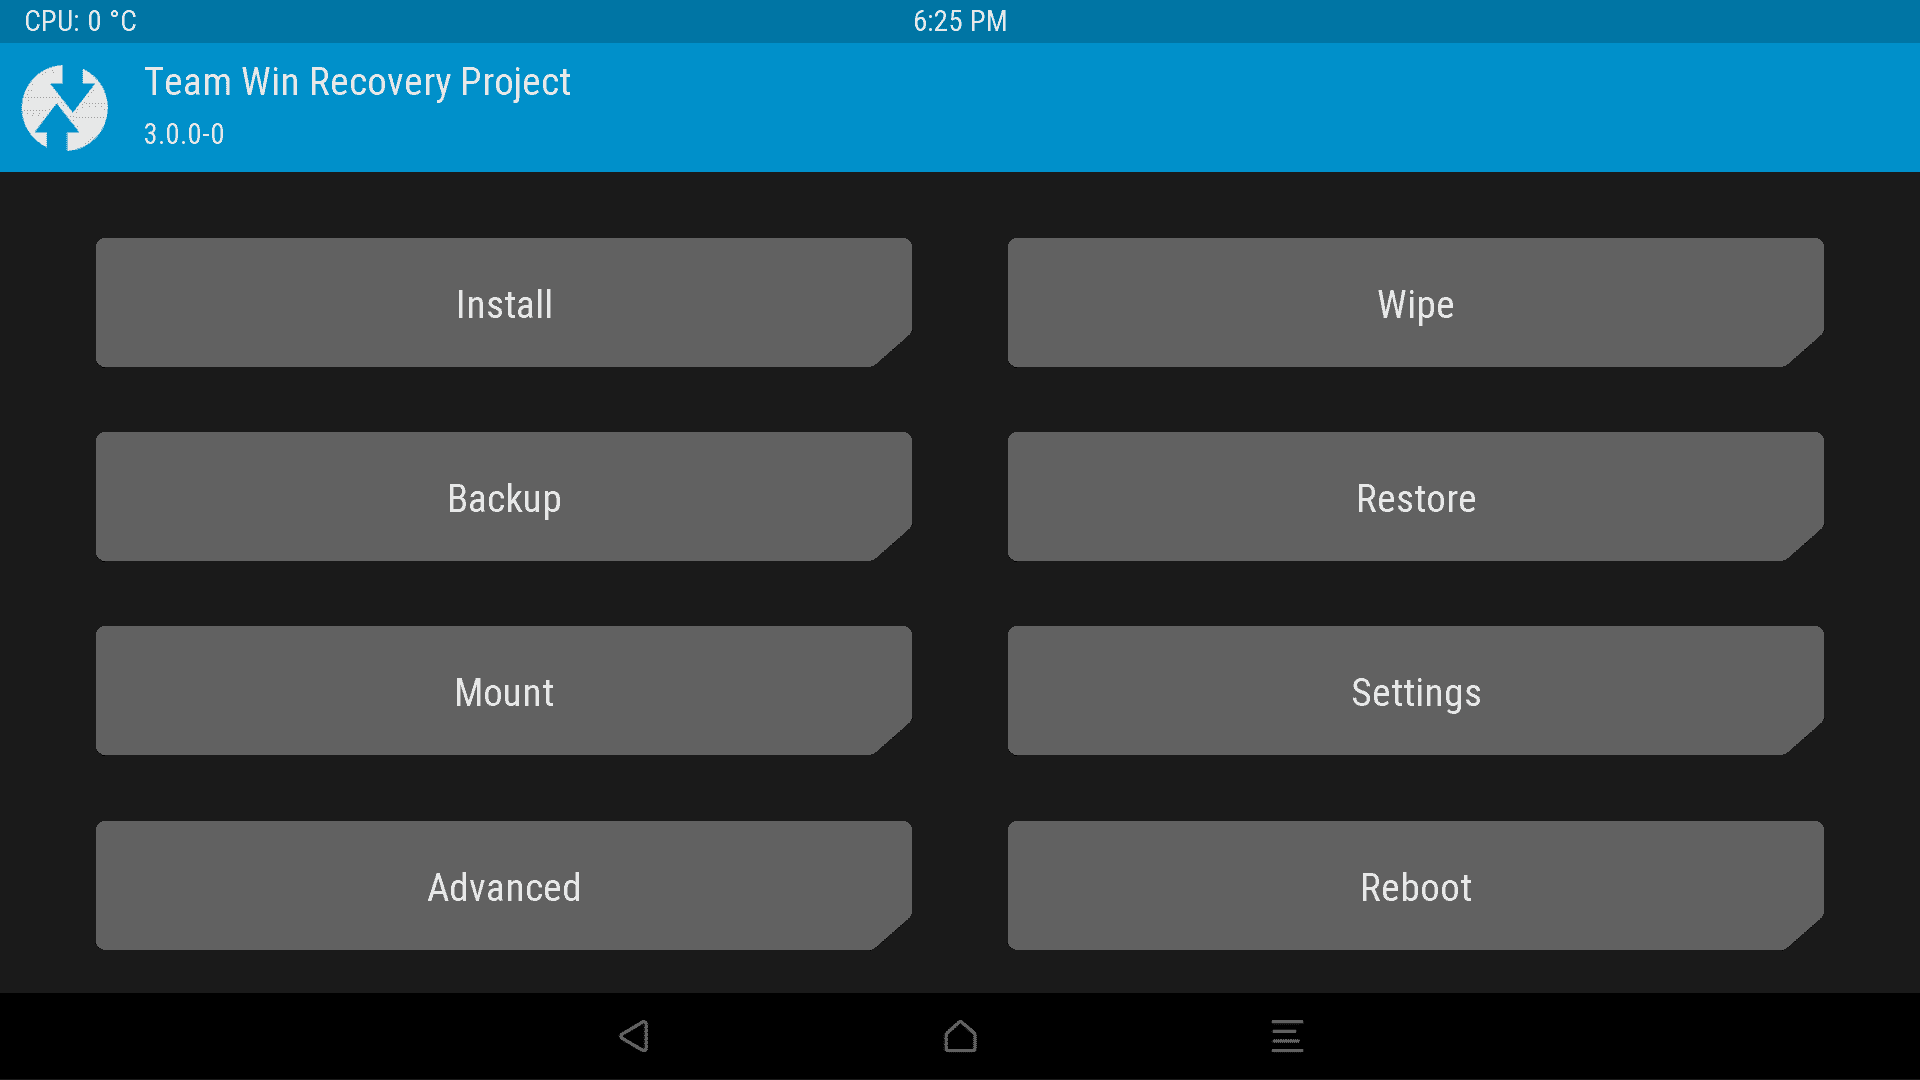 CPU: 0 °C
6:25 PM
Team Win Recovery Project
3.0.0-0
Install
Wipe
Backup
Restore
Mount
Settings
Advanced
Reboot